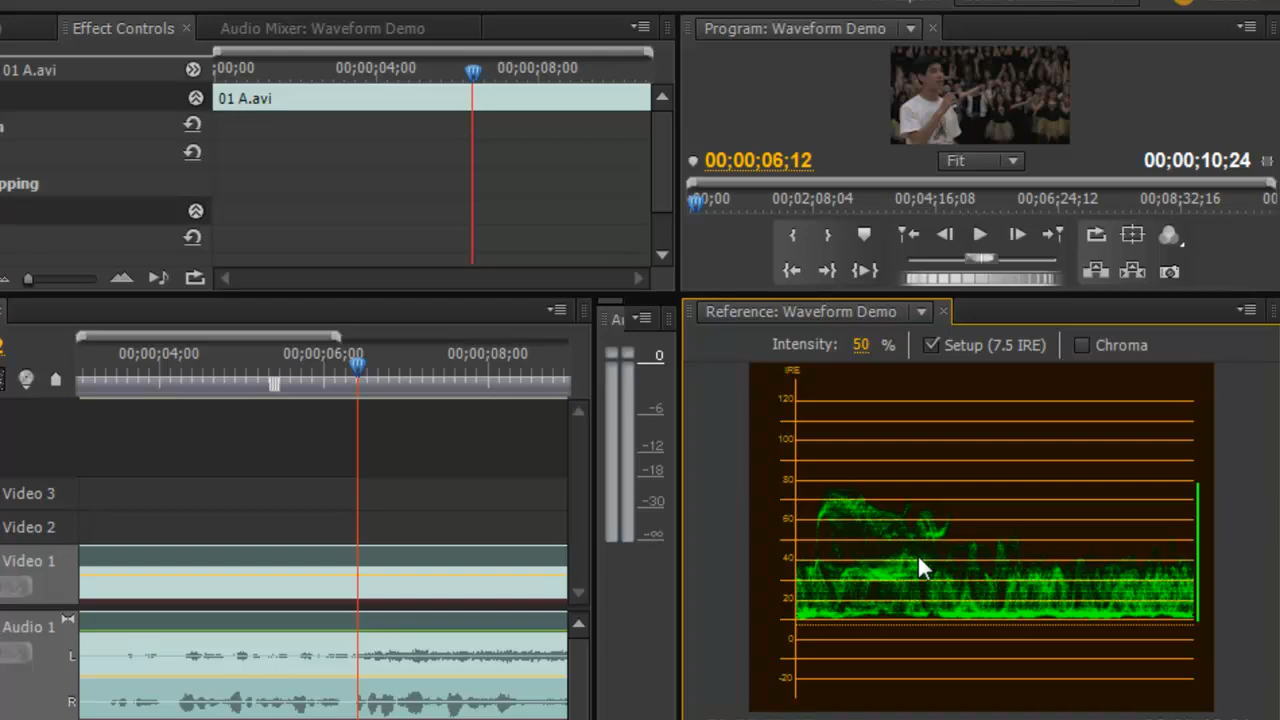 Effect Controls
Audio Mixer: Waveform Demo
01 A.avi
;00;00
00;00;04;00
00;00;08;00
01 A.avi
pping
Program: Waveform Demo
00;00;06;12
Fit
00;00;10;24
00;00
00;02;08;04
00;04;16;08
00;06;24;12
00;08;32;16
00
00;00;04;00
00;00;06;00
00;00;08;00
Video 3
Video 2
Video 1
Audio 1
L
R
Au
0
-6
-12
-18
-30
-∞
Reference: Waveform Demo
Intensity: 50 %
Setup (7.5 IRE)
Chroma
IRE
120
100
80
60
40
20
0
-20